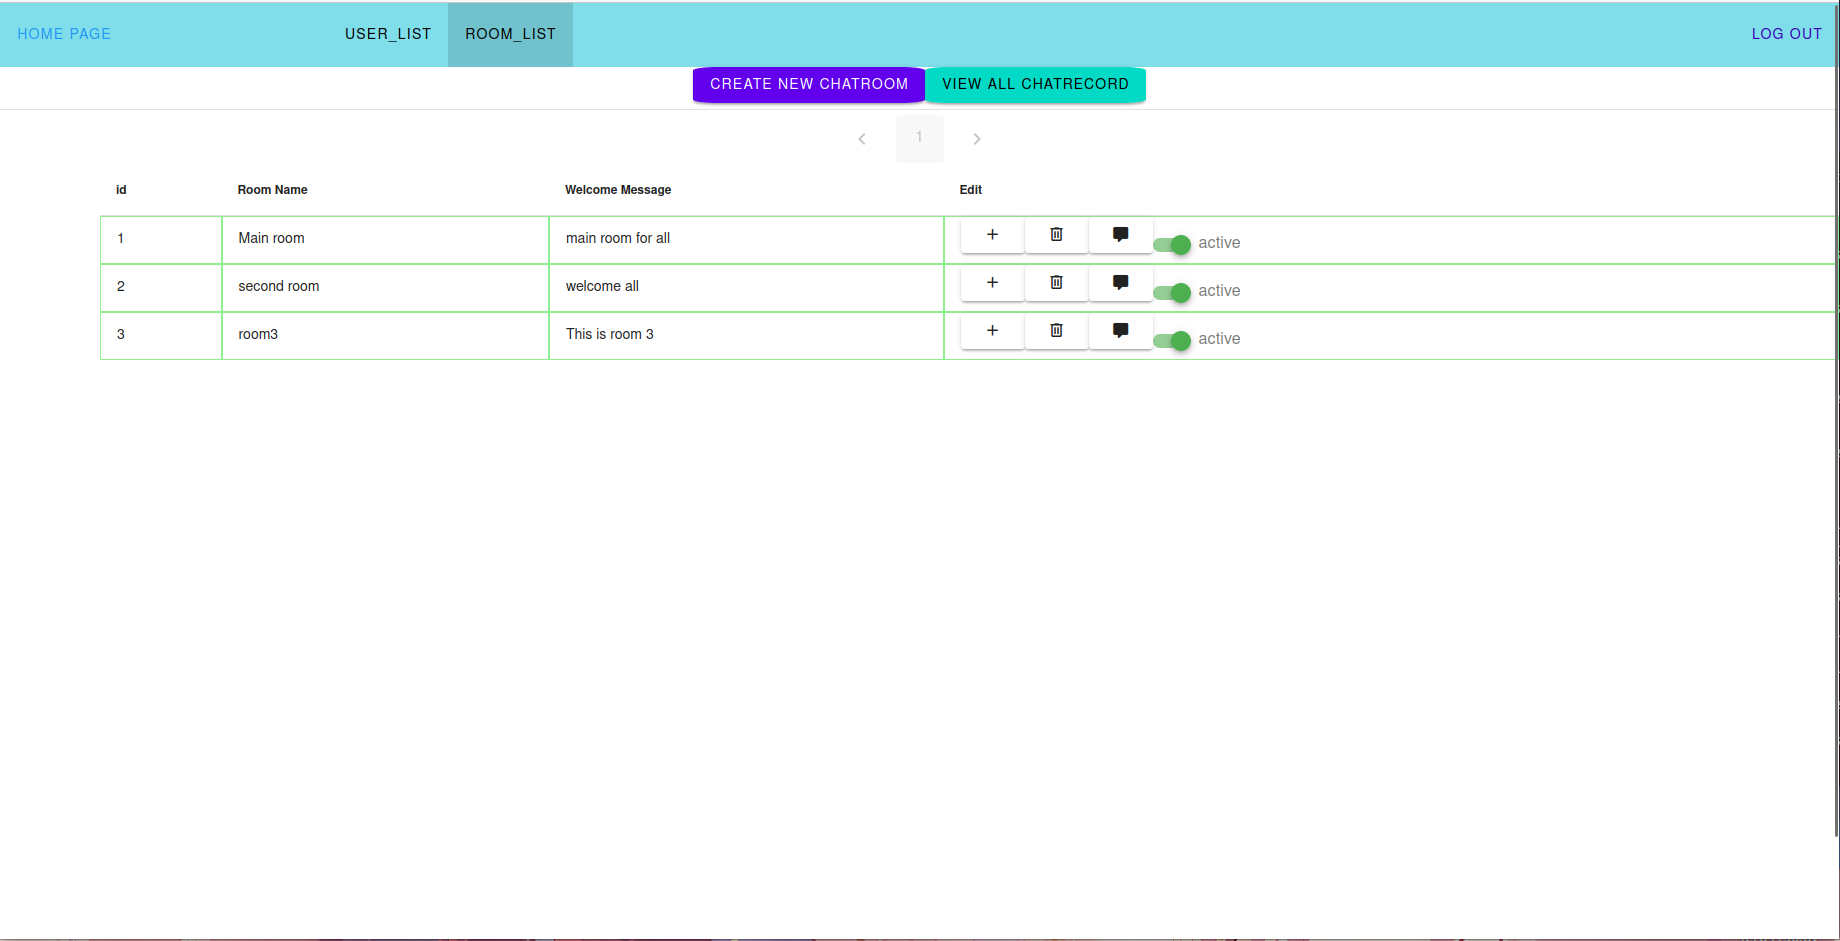 HOME PAGE USER_LIST ROOM_LIST LOG OUT
CREATE NEW CHATROOM VIEW ALL CHATRECORD
1
id Room Name Welcome Message Edit
1 Main room main room for all active
2 second room welcome all active
3 room3 This is room 3 active